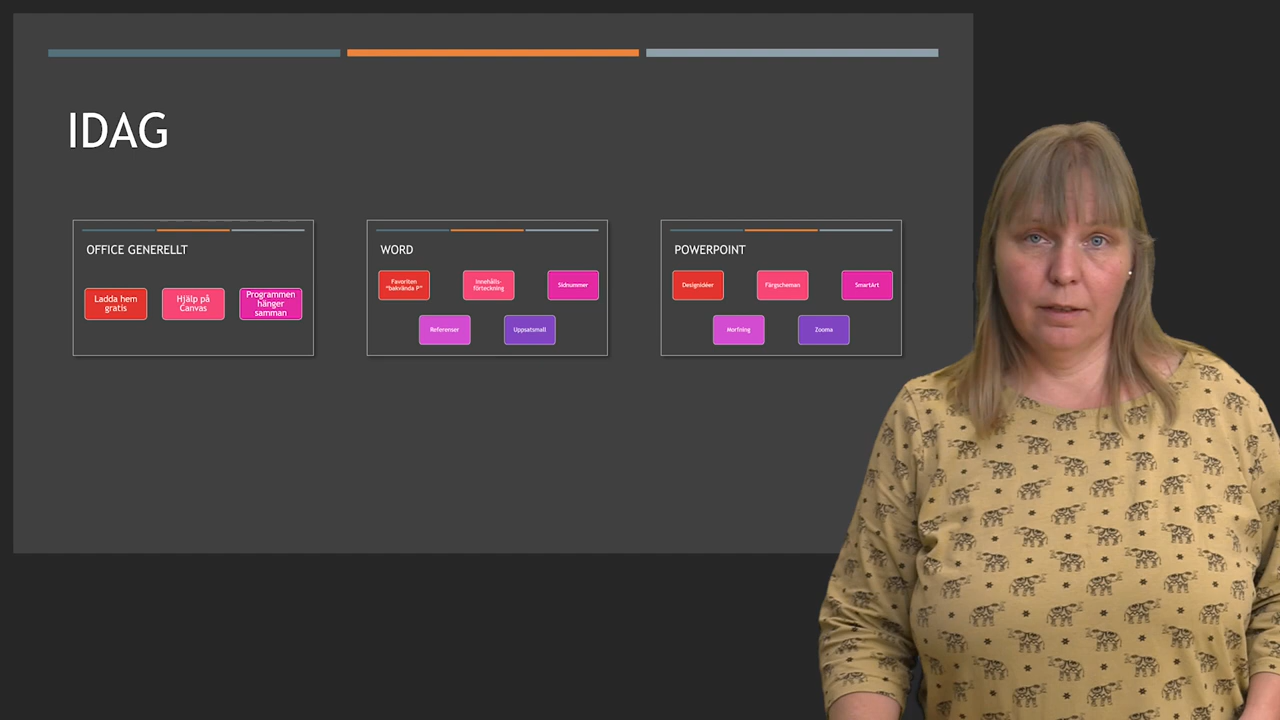 IDAG
OFFICE GENERELLT
Ladda hem
gratis
Hjälp på
Canvas
Programmen
hänger
samman
WORD
Favoriten
"bakvända P"
Innehålls-
förteckning
Sidnummer
Referenser
Uppsatsmall
POWERPOINT
Designidéer
Färgscheman
SmartArt
Morfning
Zooma